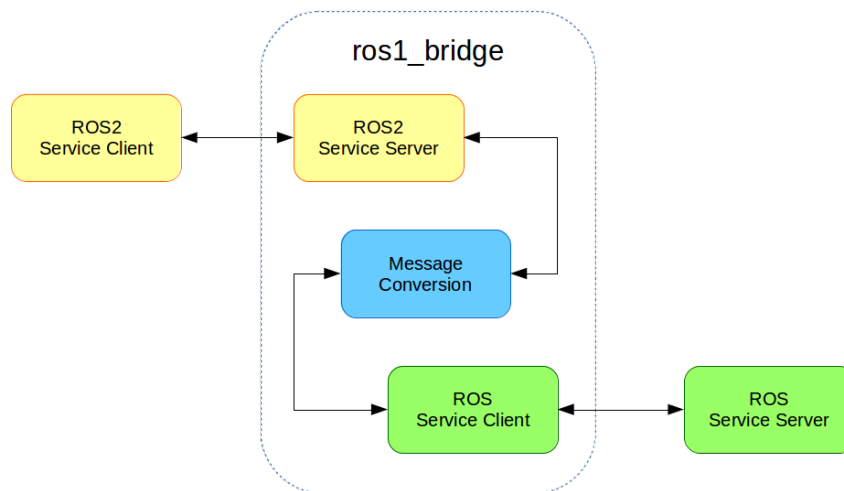 ros1_bridge
ROS2
Service Client
ROS2
Service Server
Message
Conversion
ROS
Service Client
ROS
Service Server